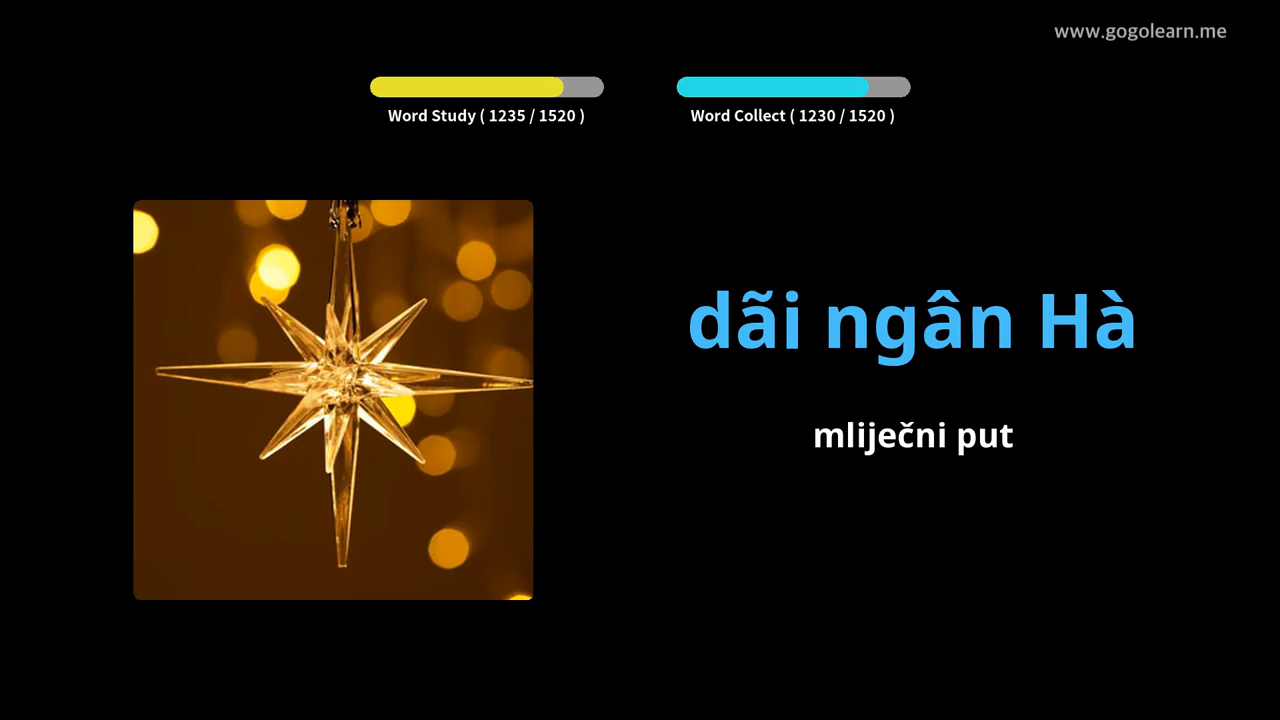 www.gogolearn.me
Word Study ( 1235 / 1520 )
Word Collect ( 1230 / 1520 )
dãi ngân Hà
mliječni put